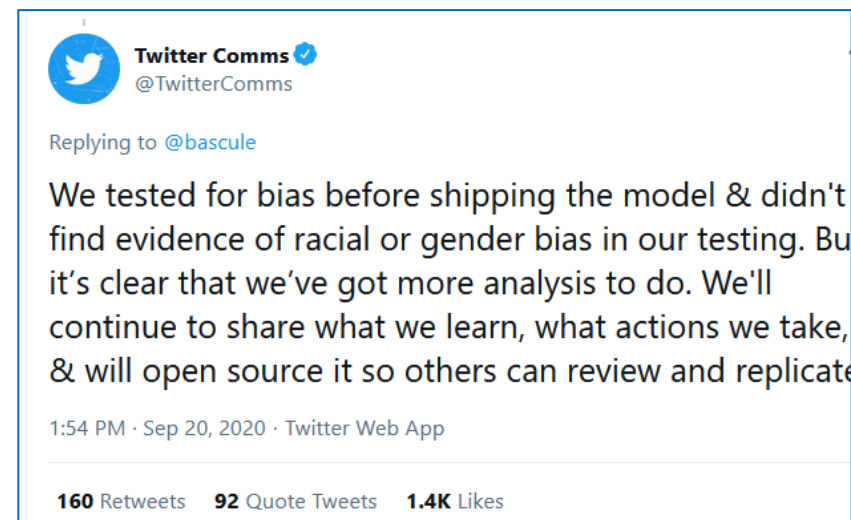 Twitter Comms
@TwitterComms
Replying to @bascule
We tested for bias before shipping the model & didn't
find evidence of racial or gender bias in our testing. Bu
it’s clear that we’ve got more analysis to do. We'll
continue to share what we learn, what actions we take,
& will open source it so others can review and replicate
1:54 PM · Sep 20, 2020 · Twitter Web App
160 Retweets 92 Quote Tweets 1.4K Likes